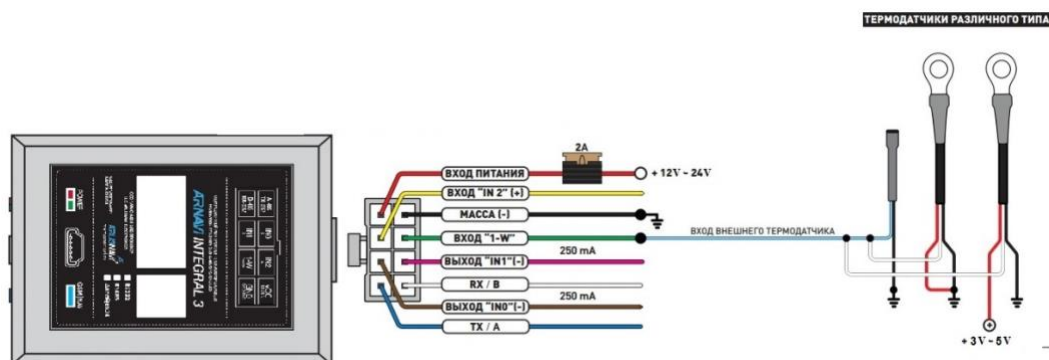 ТЕРМОДАТЧИКИ РАЗЛИЧНОГО ТИПА
2A
ВХОД ПИТАНИЯ
+ 12V - 24V
ВХОД "IN 2" (+)
МАССА (-)
ВХОД "1-W"
ВХОД ВНЕШНЕГО ТЕРМОДАТЧИКА
250 mA
ВЫХОД "IN1"(-)
RX / B
250 mA
ВЫХОД "IN0"(-)
TX / A
+ 3V - 5V
POWER
ARNAVI INTEGRAL 3